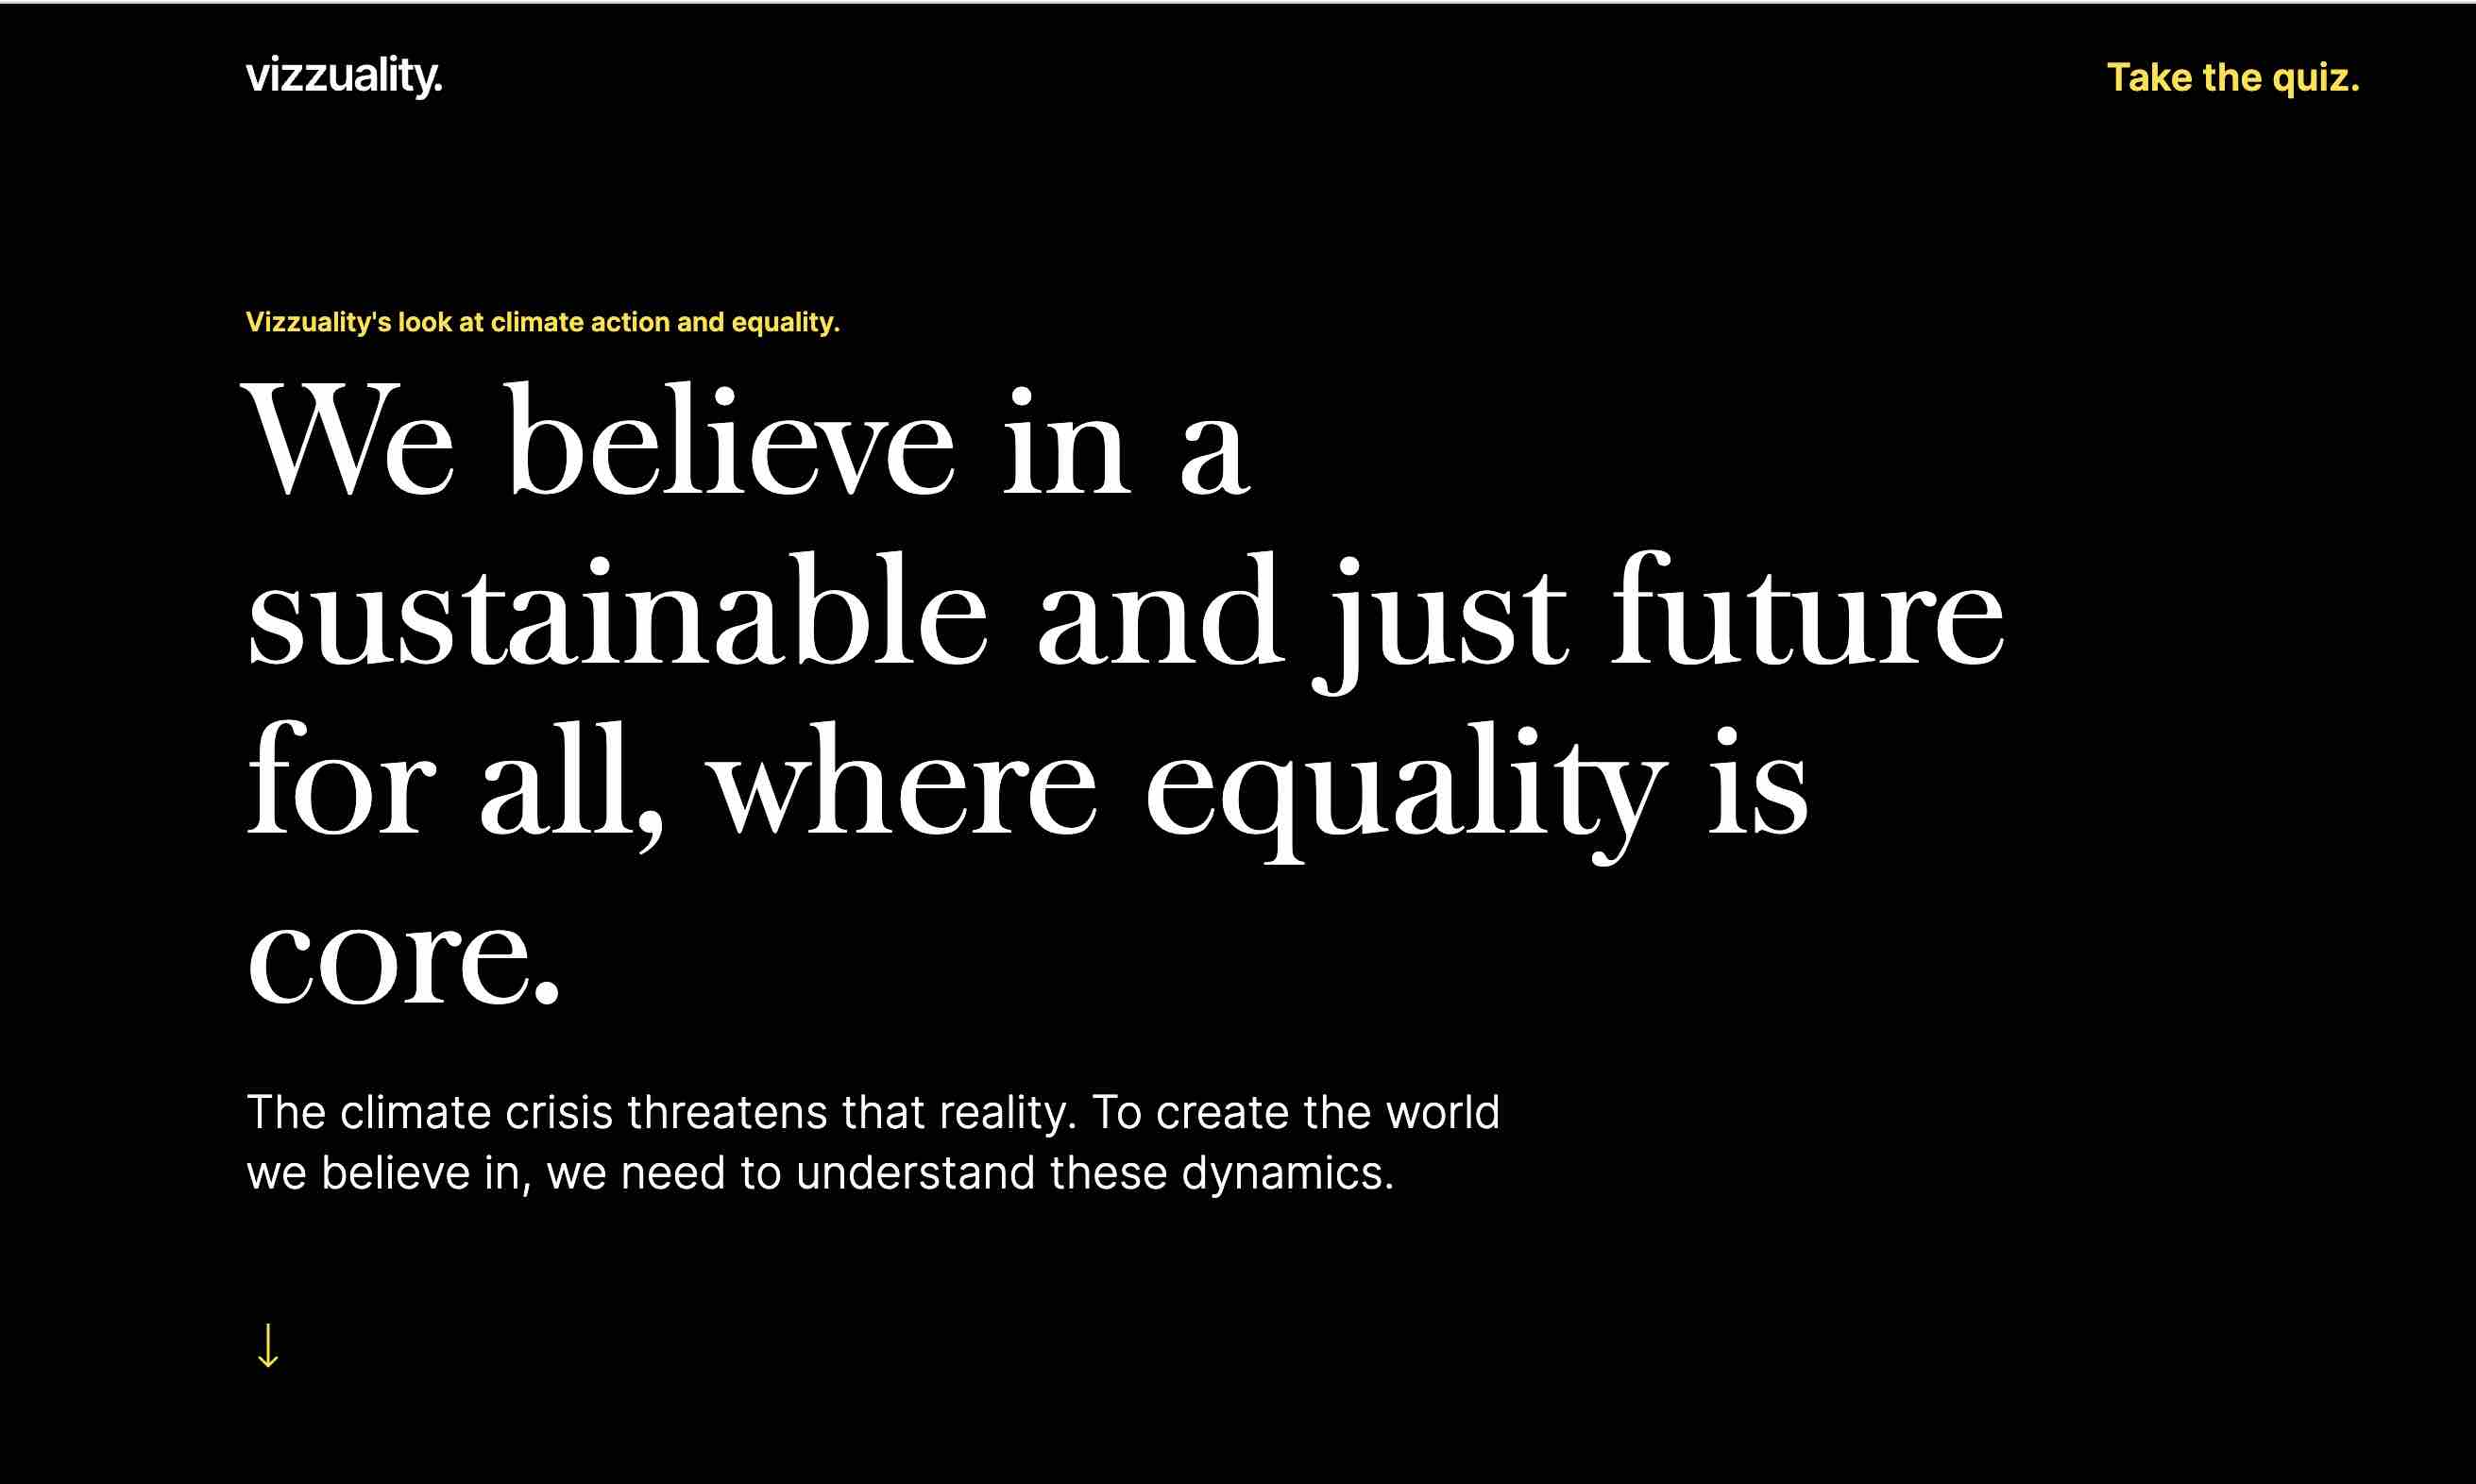 vizzuality.
Take the quiz.
Vizzuality's look at climate action and equality.
We believe in a
sustainable and just future
for all, where equality is
core.
The climate crisis threatens that reality. To create the world
we believe in, we need to understand these dynamics.